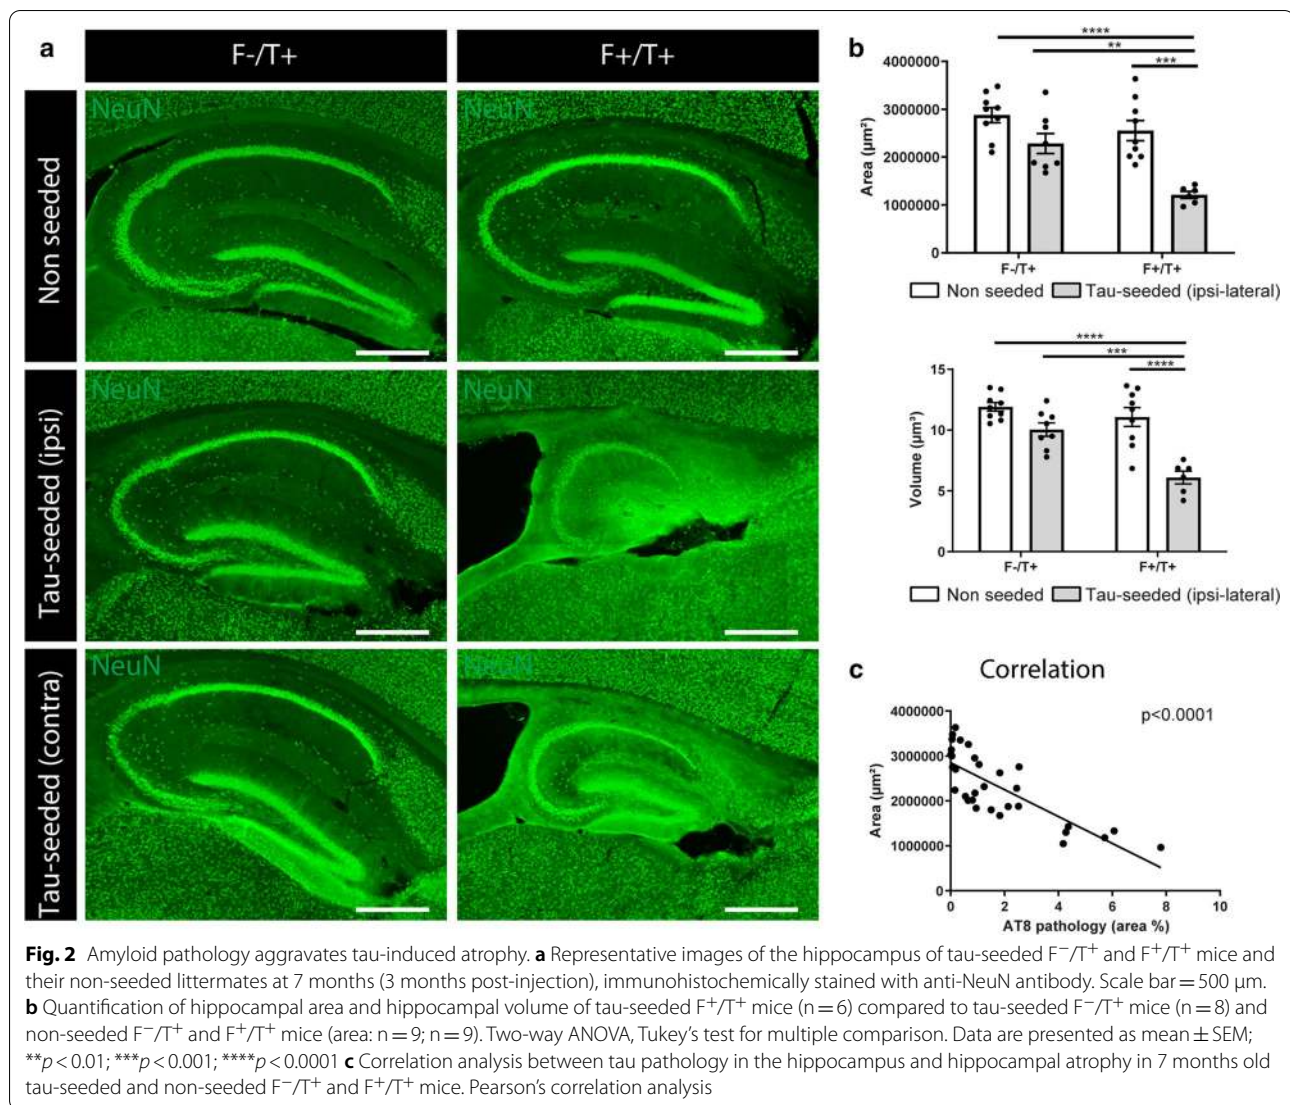 a
F-/T+
F+/T+
Non seeded
NeuN
NeuN
Tau-seeded (ipsi)
NeuN
NeuN
Tau-seeded (contra)
NeuN
NeuN
b
****
**
***
4000000
3000000
2000000
1000000
0
Area (µm²)
F-/T+
F+/T+
Non seeded
Tau-seeded (ipsi-lateral)
****
***
****
15
10
5
0
Volume (µm³)
F-/T+
F+/T+
Non seeded
Tau-seeded (ipsi-lateral)
c
Correlation
p<0.0001
4000000
3000000
2000000
1000000
0
Area (µm²)
0 2 4 6 8 10
AT8 pathology (area %)
Fig. 2 Amyloid pathology aggravates tau-induced atrophy. a Representative images of the hippocampus of tau-seeded F⁻/T⁺ and F⁺/T⁺ mice and
their non-seeded littermates at 7 months (3 months post-injection), immunohistochemically stained with anti-NeuN antibody. Scale bar = 500 µm.
b Quantification of hippocampal area and hippocampal volume of tau-seeded F⁺/T⁺ mice (n = 6) compared to tau-seeded F⁻/T⁺ mice (n = 8) and
non-seeded F⁻/T⁺ and F⁺/T⁺ mice (area: n = 9; n = 9). Two-way ANOVA, Tukey's test for multiple comparison. Data are presented as mean ± SEM;
**p < 0.01; ***p < 0.001; ****p < 0.0001 c Correlation analysis between tau pathology in the hippocampus and hippocampal atrophy in 7 months old
tau-seeded and non-seeded F⁻/T⁺ and F⁺/T⁺ mice. Pearson's correlation analysis